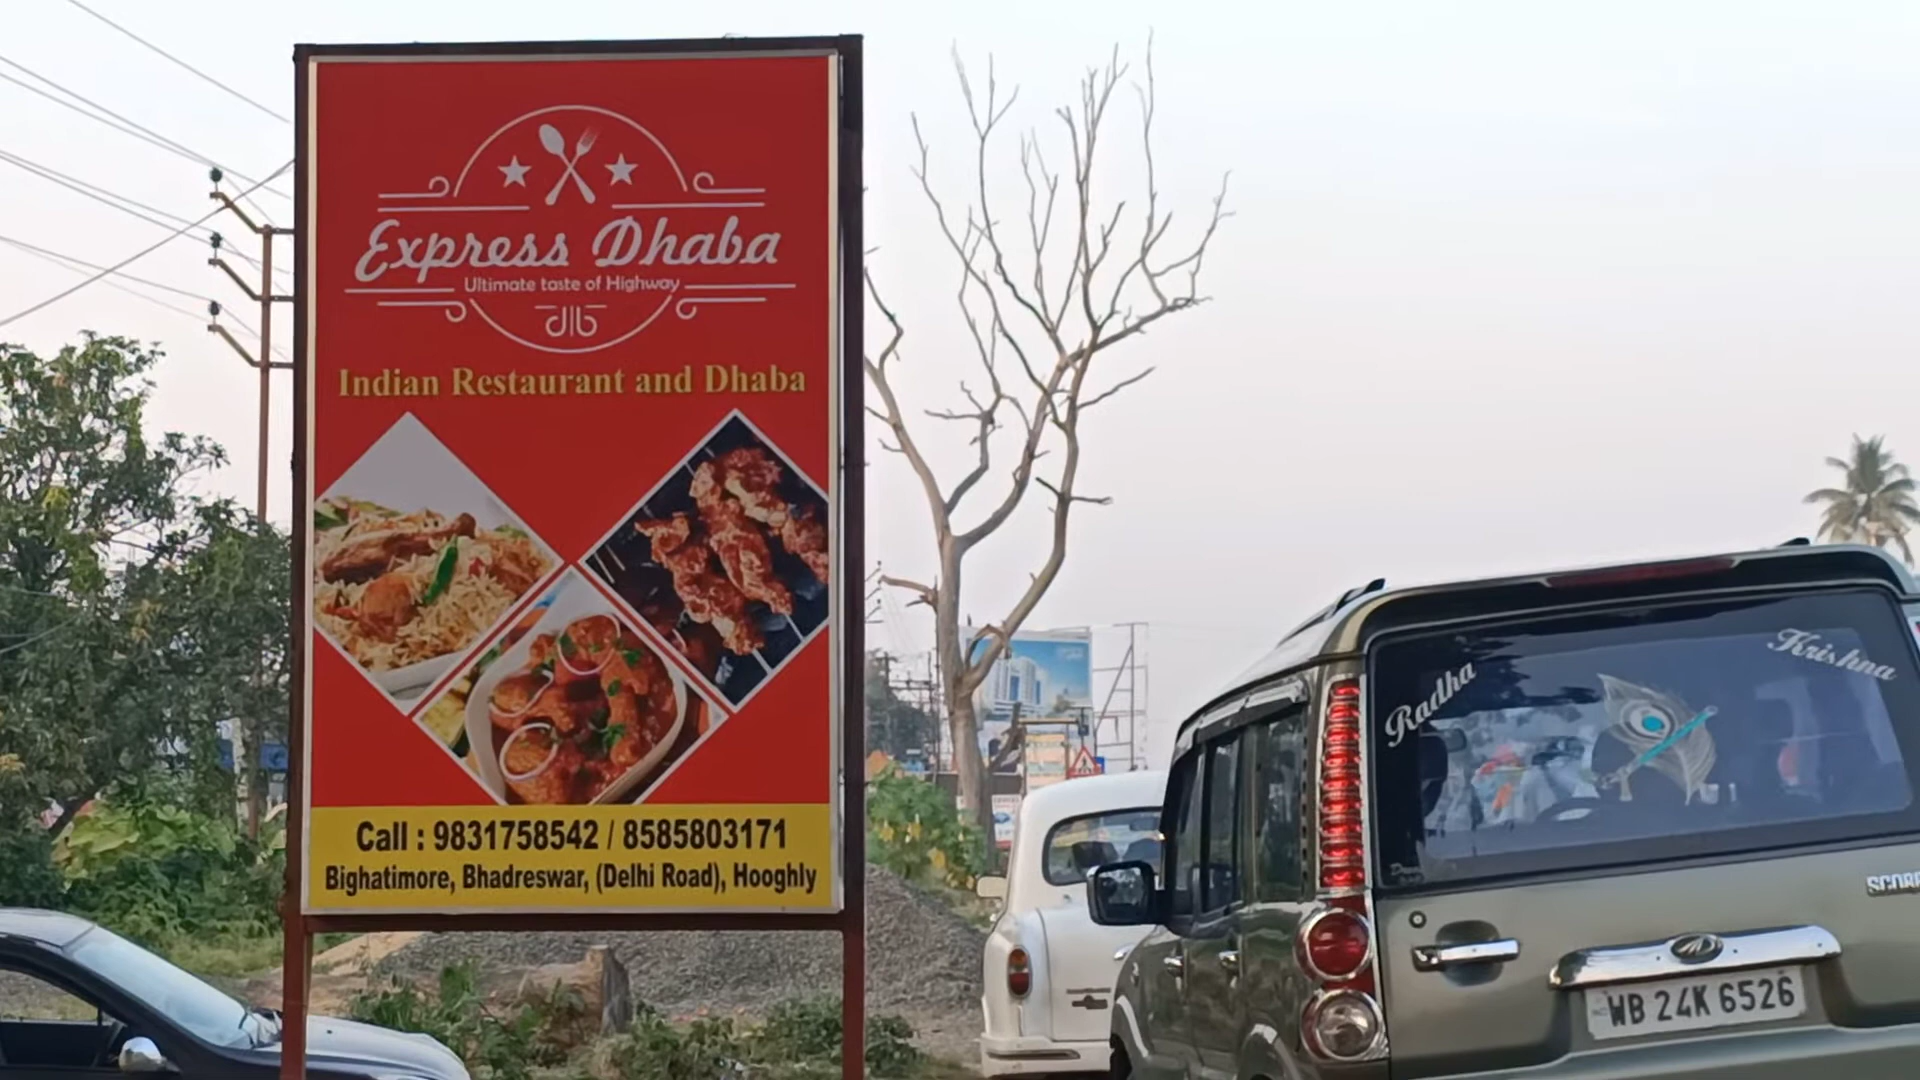 Express Dhaba
Ultimate taste of Highway
Indian Restaurant and Dhaba
Call : 9831758542 / 8585803171
Bighatimore, Bhadreswar, (Delhi Road), Hooghly
Radha
Krishna
WB 24K 6526